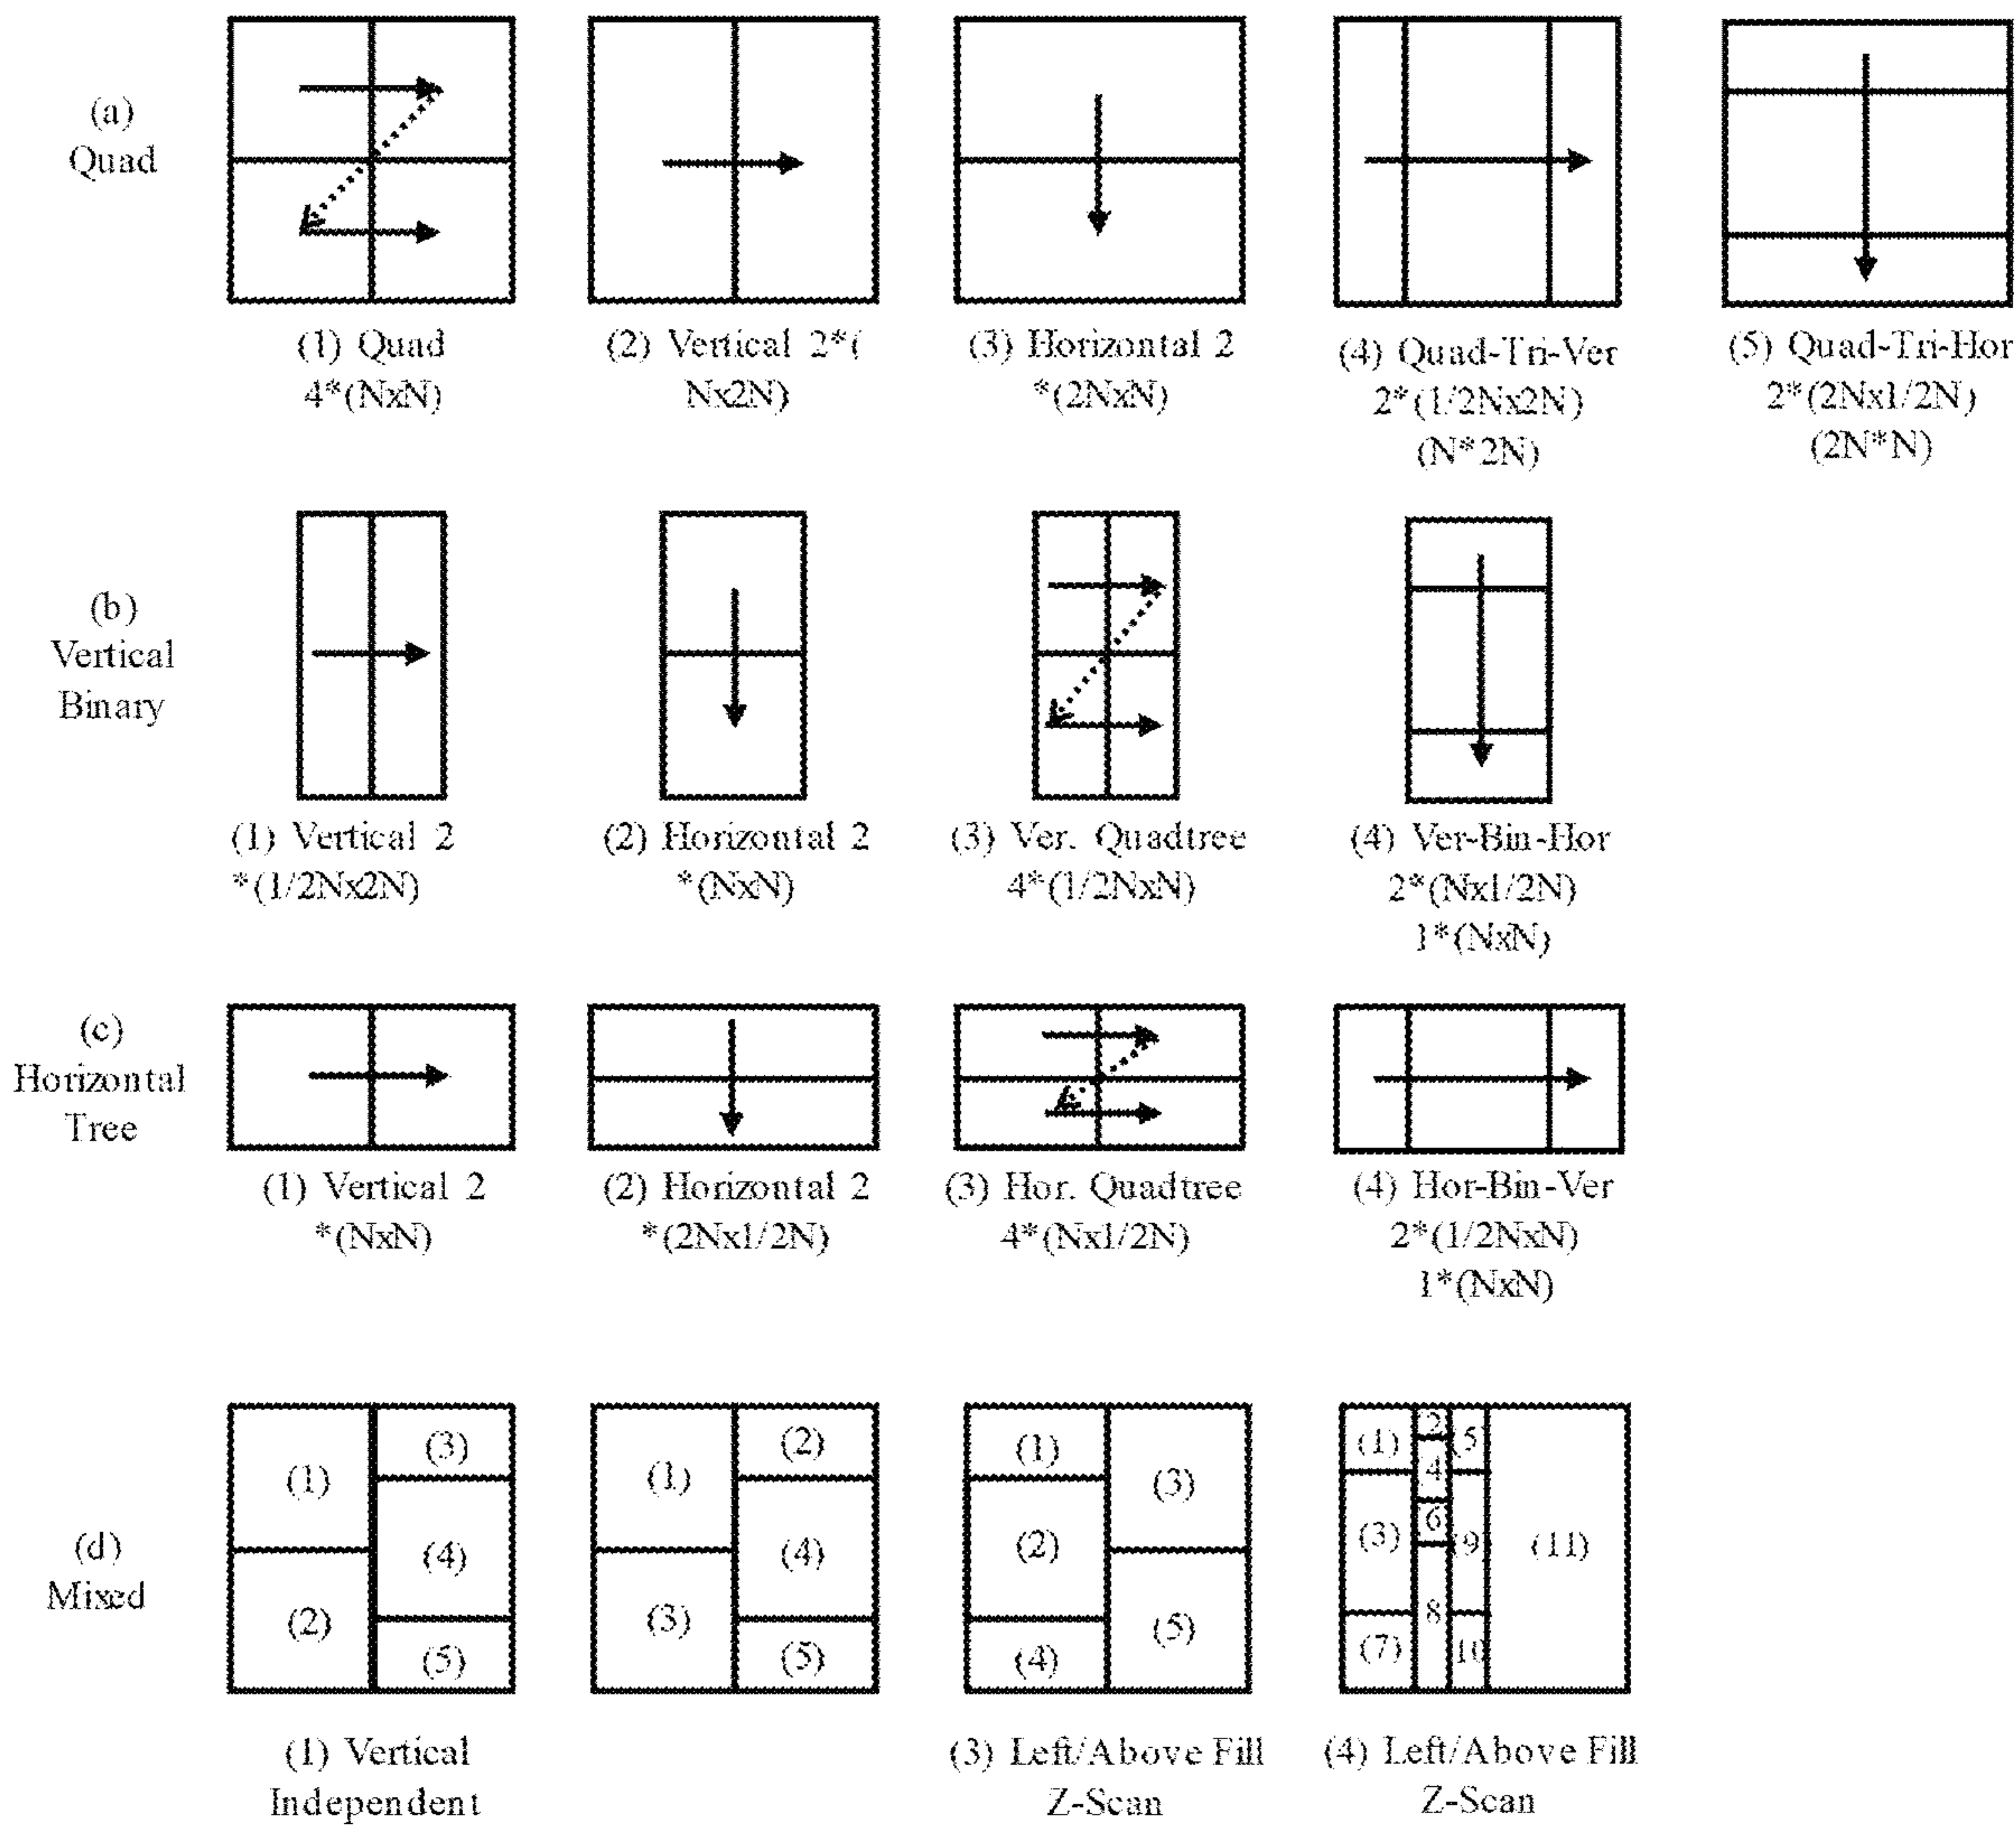 (a)
Quad
(1) Quad
4*(NxN)
(2) Vertical 2*(
Nx2N)
(3) Horizontal 2
*(2NxN)
(4) Quad-Tri-Ver
2*(1/2Nx2N)
(N*2N)
(5) Quad-Tri-Hor
2*(2Nx1/2N)
(2N*N)
(b)
Vertical
Binary
(1) Vertical 2
*(1/2Nx2N)
(2) Horizontal 2
*(NxN)
(3) Ver. Quadtree
4*(1/2NxN)
(4) Ver-Bin-Hor
2*(Nx1/2N)
1*(NxN)
(c)
Horizontal
Tree
(1) Vertical 2
*(NxN)
(2) Horizontal 2
*(2Nx1/2N)
(3) Hor. Quadtree
4*(Nx1/2N)
(4) Hor-Bin-Ver
2*(1/2NxN)
1*(NxN)
(d)
Mixed
(1)
(2)
(3)
(4)
(5)
(1) Vertical
Independent
(1)
(2)
(3)
(4)
(5)
(1)
(2)
(3)
(4)
(5)
(3) Left/Above Fill
Z-Scan
(1)
2
(3)
4
(5)
6
(7)
8
(9)
10
(11)
(4) Left/Above Fill
Z-Scan